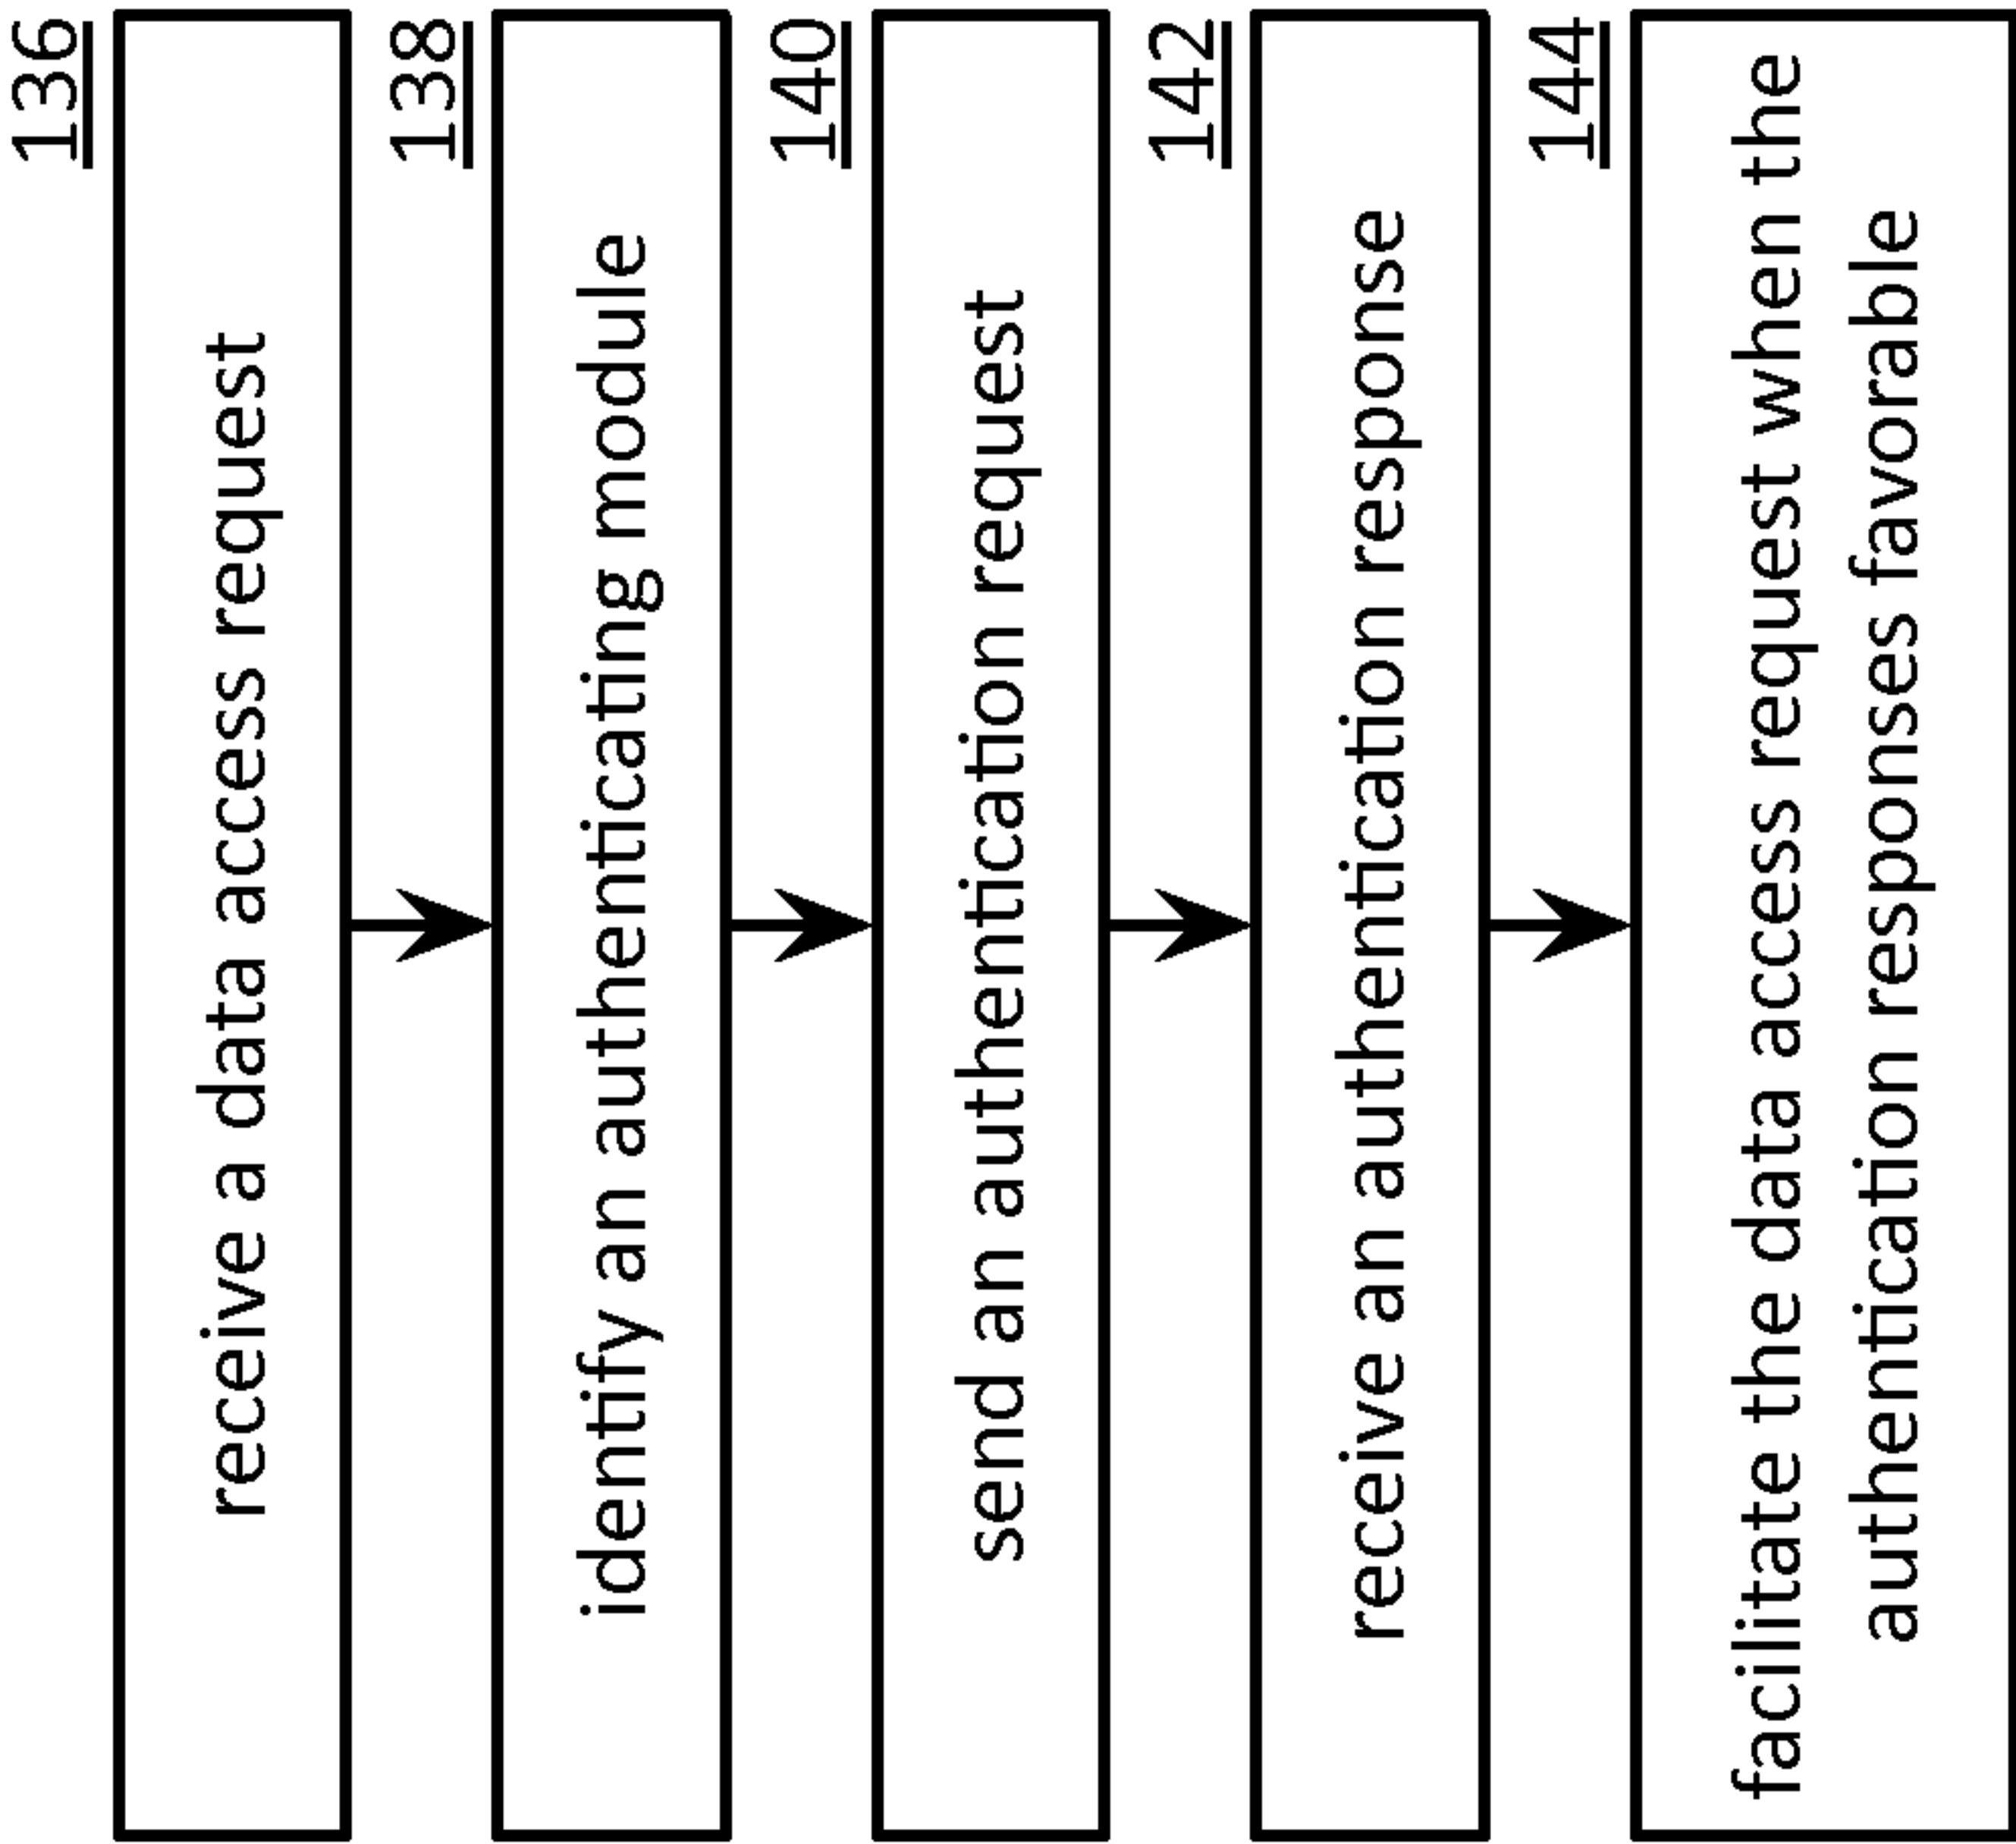 136
receive a data access request
138
identify an authenticating module
140
send an authentication request
142
receive an authentication response
144
facilitate the data access request when the
authentication responses favorable